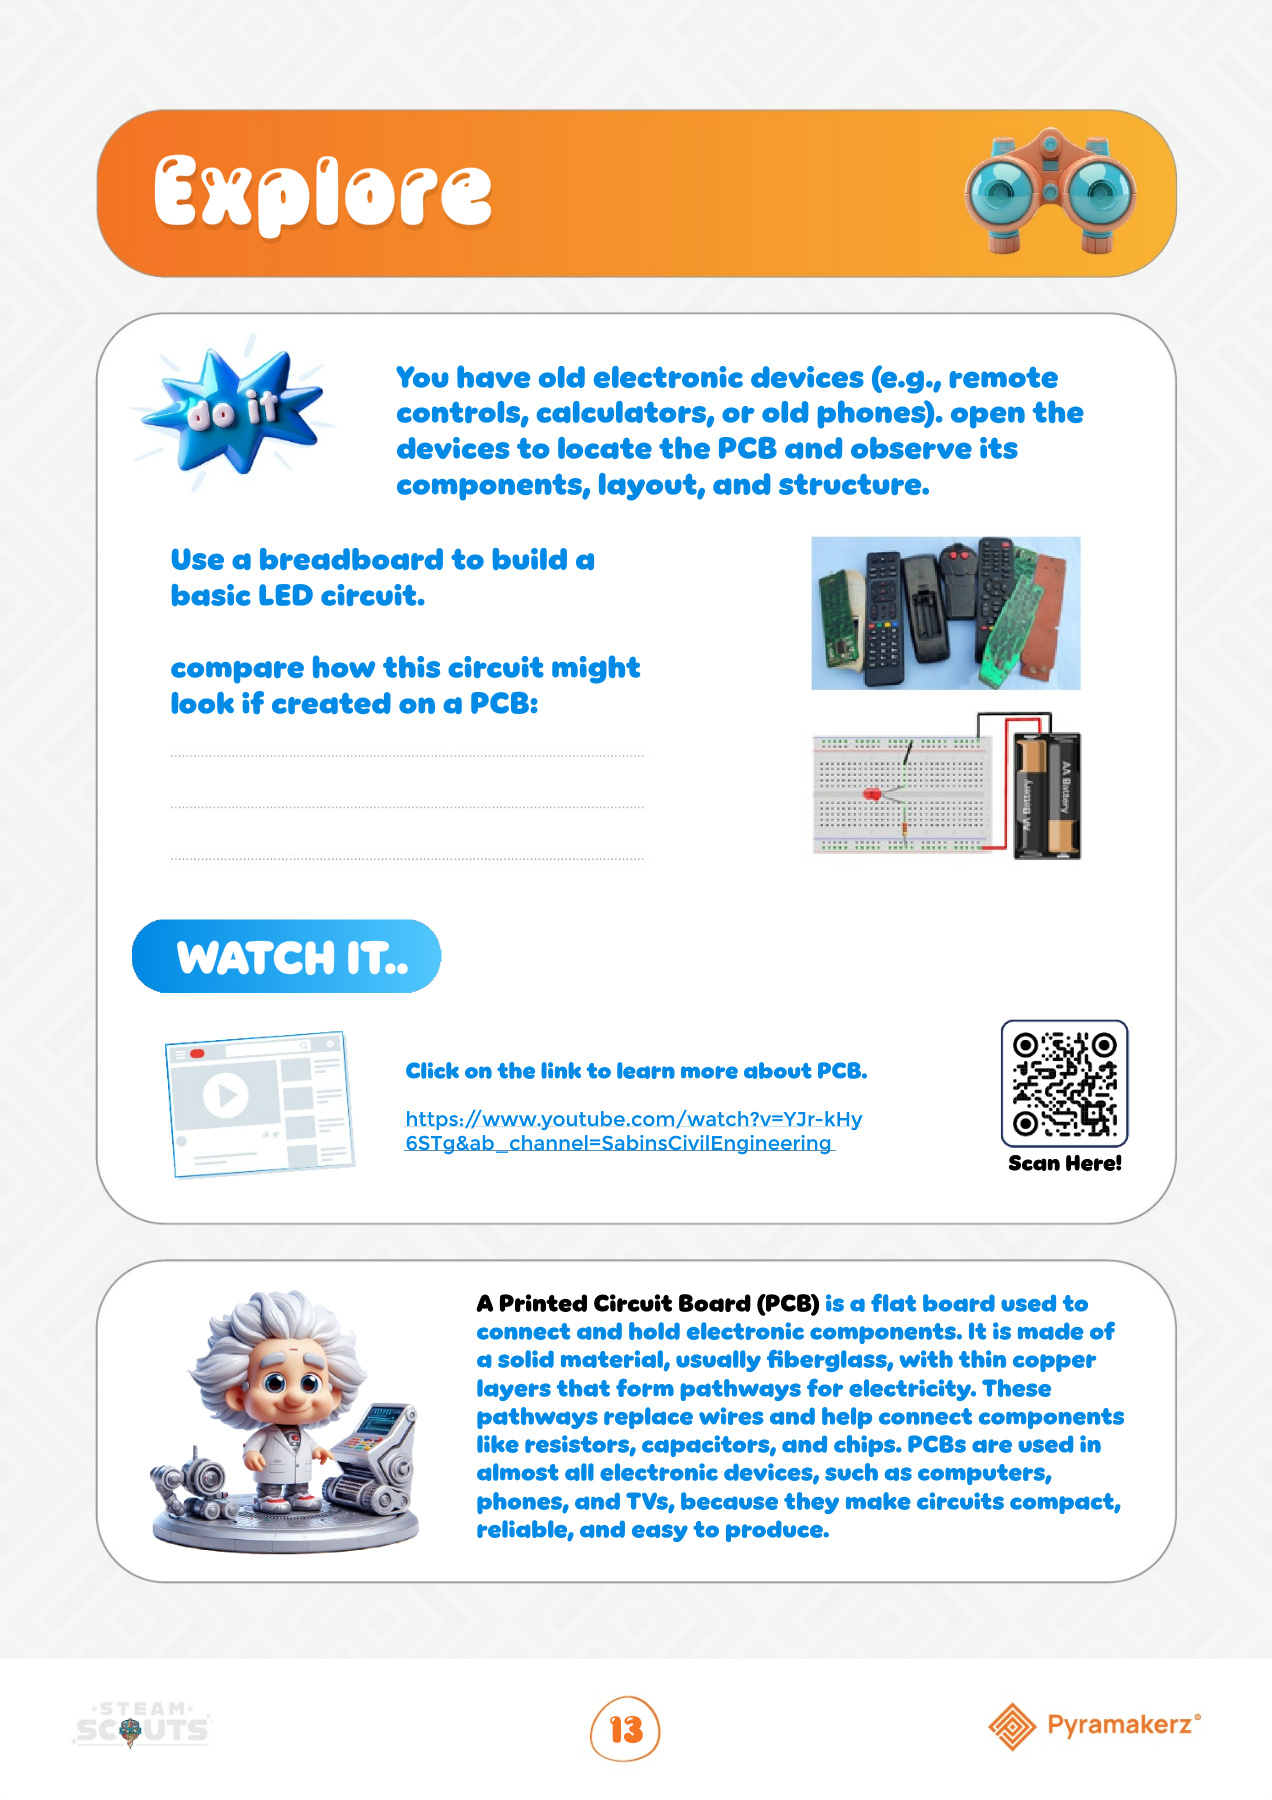 Explore
do it
You have old electronic devices (e.g., remote
controls, calculators, or old phones). open the
devices to locate the PCB and observe its
components, layout, and structure.
Use a breadboard to build a
basic LED circuit.
compare how this circuit might
look if created on a PCB:
AA Battery
AA Battery
WATCH IT..
Click on the link to learn more about PCB.
https://www.youtube.com/watch?v=YJr-kHy
6STg&ab_channel=SabinsCivilEngineering
Scan Here!
A Printed Circuit Board (PCB) is a flat board used to
connect and hold electronic components. It is made of
a solid material, usually fiberglass, with thin copper
layers that form pathways for electricity. These
pathways replace wires and help connect components
like resistors, capacitors, and chips. PCBs are used in
almost all electronic devices, such as computers,
phones, and TVs, because they make circuits compact,
reliable, and easy to produce.
STEAM
SCOUTS
13
Pyramakerz®